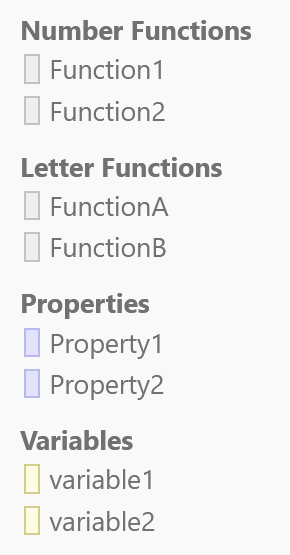 Number Functions
Function1
Function2
Letter Functions
FunctionA
FunctionB
Properties
Property1
Property2
Variables
variable1
variable2